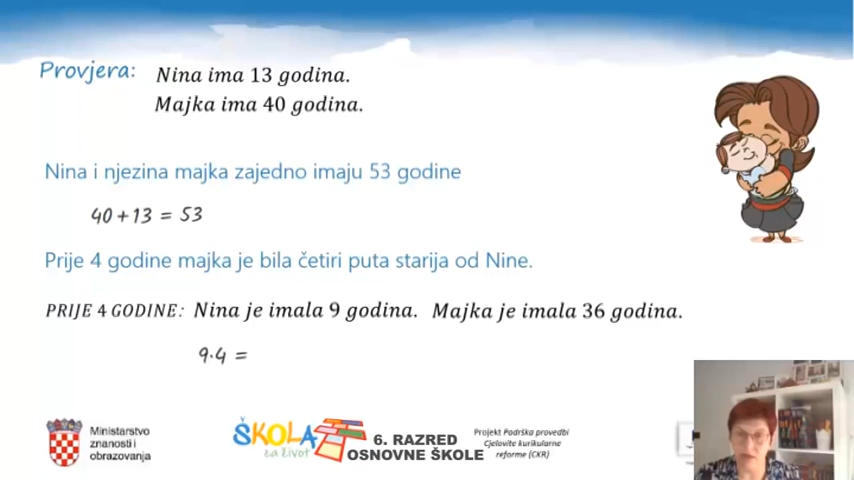 Provjera:
Nina ima 13 godina.
Majka ima 40 godina.
Nina i njezina majka zajedno imaju 53 godine
40+13 = 53
Prije 4 godine majka je bila četiri puta starija od Nine.
PRIJE 4 GODINE: Nina je imala 9 godina. Majka je imala 36 godina.
9·4 =
Ministarstvo
znanosti i
obrazovanja
ŠKOLA
za život
6. RAZRED
OSNOVNE ŠKOLE
Projekt Podrška provedbi
Cjelovite kurikularne
reforme (CKR)